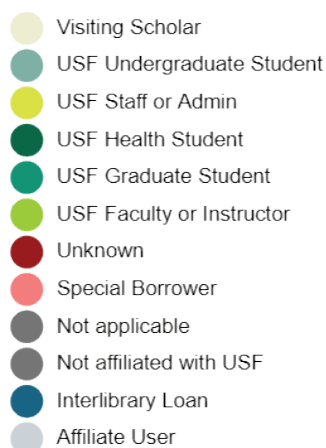 Visiting Scholar
USF Undergraduate Student
USF Staff or Admin
USF Health Student
USF Graduate Student
USF Faculty or Instructor
Unknown
Special Borrower
Not applicable
Not affiliated with USF
Interlibrary Loan
Affiliate User